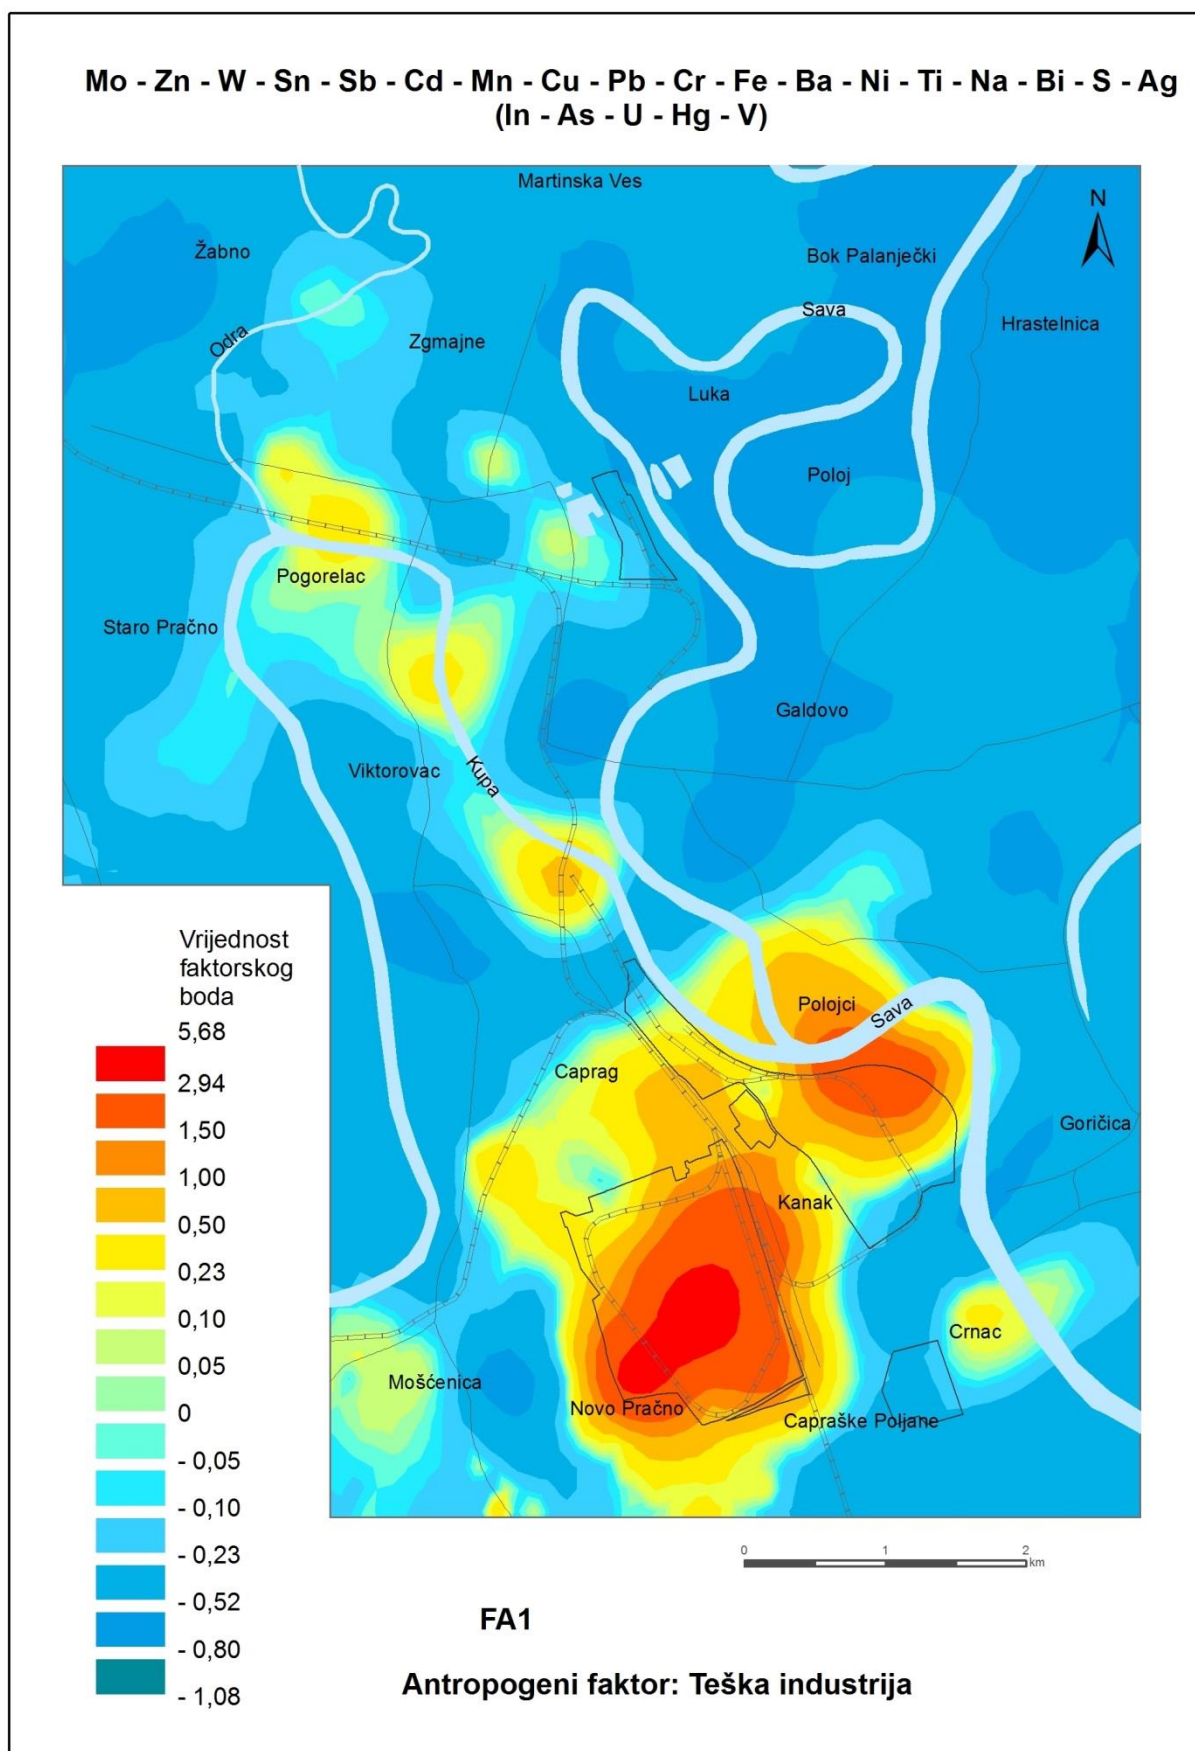 Mo - Zn - W - Sn - Sb - Cd - Mn - Cu - Pb - Cr - Fe - Ba - Ni - Ti - Na - Bi - S - Ag
(In - As - U - Hg - V)
Martinska Ves
N
Žabno
Bok Palanječki
Sava
Hrastelnica
Odra
Zgmajne
Luka
Poloj
Pogorelac
Staro Pračno
Galdovo
Viktorovac
Kupa
Vrijednost
faktorskog
boda
5,68
2,94
1,50
1,00
0,50
0,23
0,10
0,05
0
- 0,05
- 0,10
- 0,23
- 0,52
- 0,80
- 1,08
Polojci
Sava
Caprag
Goričica
Kanak
Crnac
Mošćenica
Novo Pračno
Capraške Poljane
0 1 2
km
FA1
Antropogeni faktor: Teška industrija